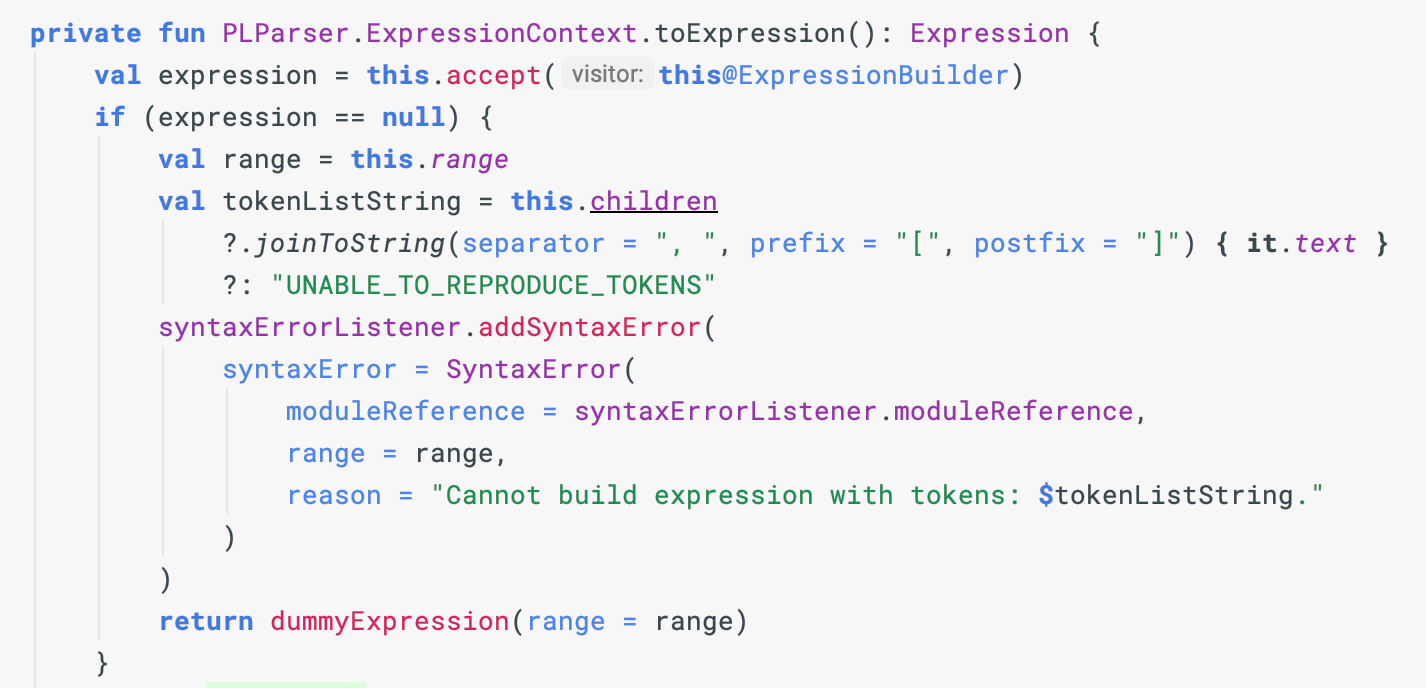 private fun PLParser.ExpressionContext.toExpression(): Expression {
    val expression = this.accept( visitor: this@ExpressionBuilder)
    if (expression == null) {
        val range = this.range
        val tokenListString = this.children
            ?.joinToString(separator = ", ", prefix = "[", postfix = "]") { it.text }
            ?: "UNABLE_TO_REPRODUCE_TOKENS"
        syntaxErrorListener.addSyntaxError(
            syntaxError = SyntaxError(
                moduleReference = syntaxErrorListener.moduleReference,
                range = range,
                reason = "Cannot build expression with tokens: $tokenListString."
            )
        )
        return dummyExpression(range = range)
    }